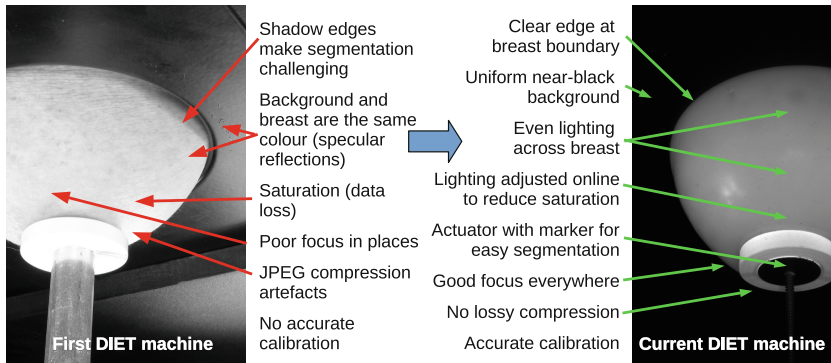 Shadow edges
make segmentation
challenging
Background and
breast are the same
colour (specular
reflections)
Saturation (data
loss)
Poor focus in places
JPEG compression
artefacts
No accurate
calibration
First DIET machine
Clear edge at
breast boundary
Uniform near-black
background
Even lighting
across breast
Lighting adjusted online
to reduce saturation
Actuator with marker for
easy segmentation
Good focus everywhere
No lossy compression
Accurate calibration
Current DIET machine